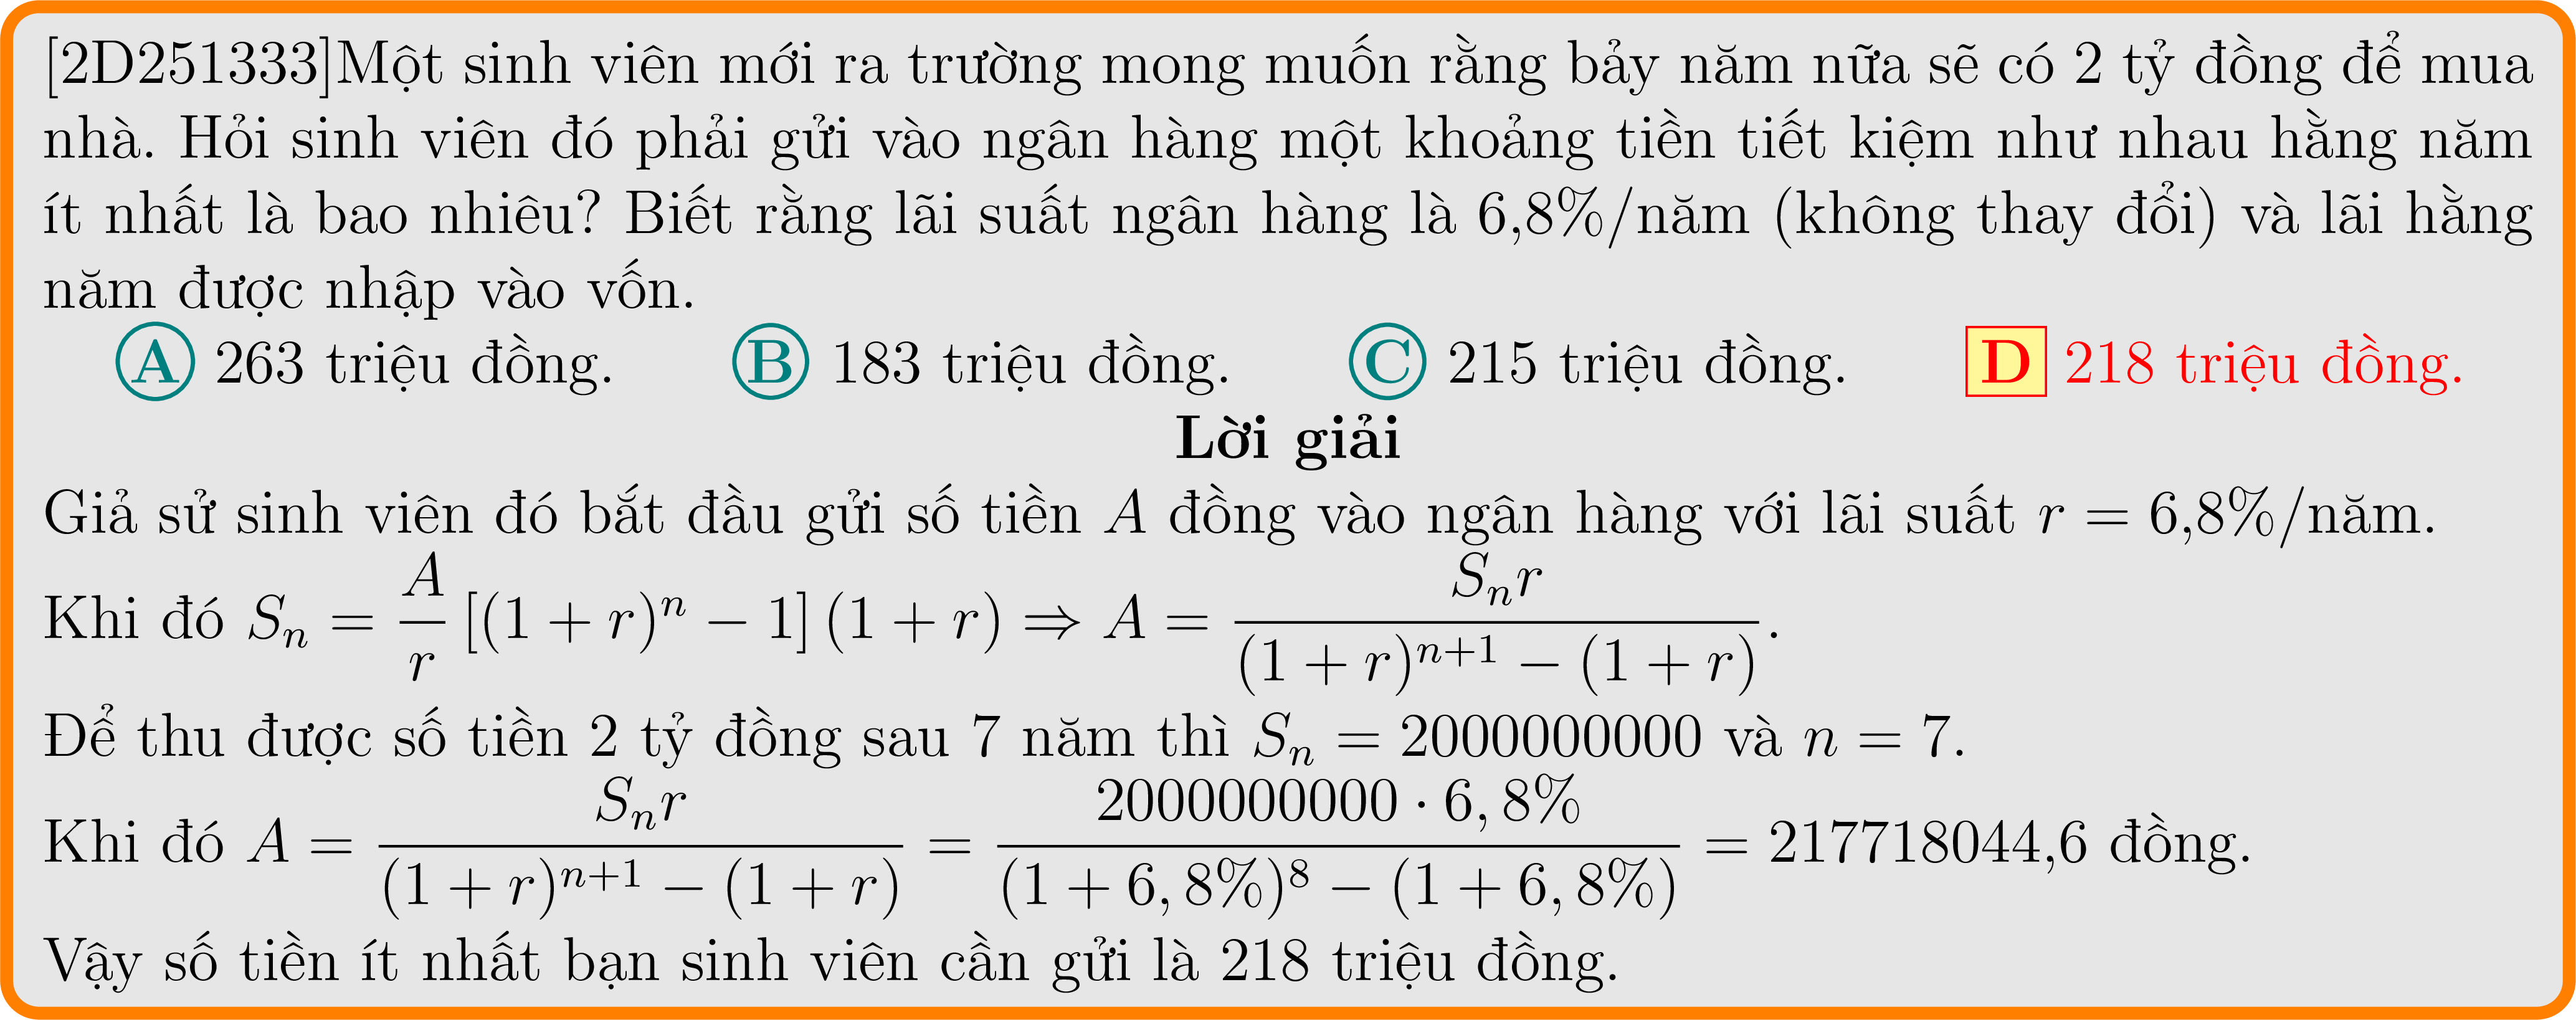 [2D251333]Một sinh viên mới ra trường mong muốn rằng bảy năm nữa sẽ có 2 tỷ đồng để mua
nhà. Hỏi sinh viên đó phải gửi vào ngân hàng một khoảng tiền tiết kiệm như nhau hằng năm
ít nhất là bao nhiêu? Biết rằng lãi suất ngân hàng là 6,8%/năm (không thay đổi) và lãi hằng
năm được nhập vào vốn.
A 263 triệu đồng. B 183 triệu đồng. C 215 triệu đồng. D 218 triệu đồng.
Lời giải
Giả sử sinh viên đó bắt đầu gửi số tiền A đồng vào ngân hàng với lãi suất r = 6,8%/năm.
Khi đó $S_n = \frac{A}{r}[(1 + r)^n - 1](1 + r) \Rightarrow A = \frac{S_n r}{(1 + r)^{n+1} - (1 + r)}$.
Để thu được số tiền 2 tỷ đồng sau 7 năm thì $S_n = 2000000000$ và $n = 7$.
Khi đó $A = \frac{S_n r}{(1 + r)^{n+1} - (1 + r)} = \frac{2000000000 \cdot 6,8\%}{(1 + 6,8\%)^8 - (1 + 6,8\%)} = 217718044,6$ đồng.
Vậy số tiền ít nhất bạn sinh viên cần gửi là 218 triệu đồng.